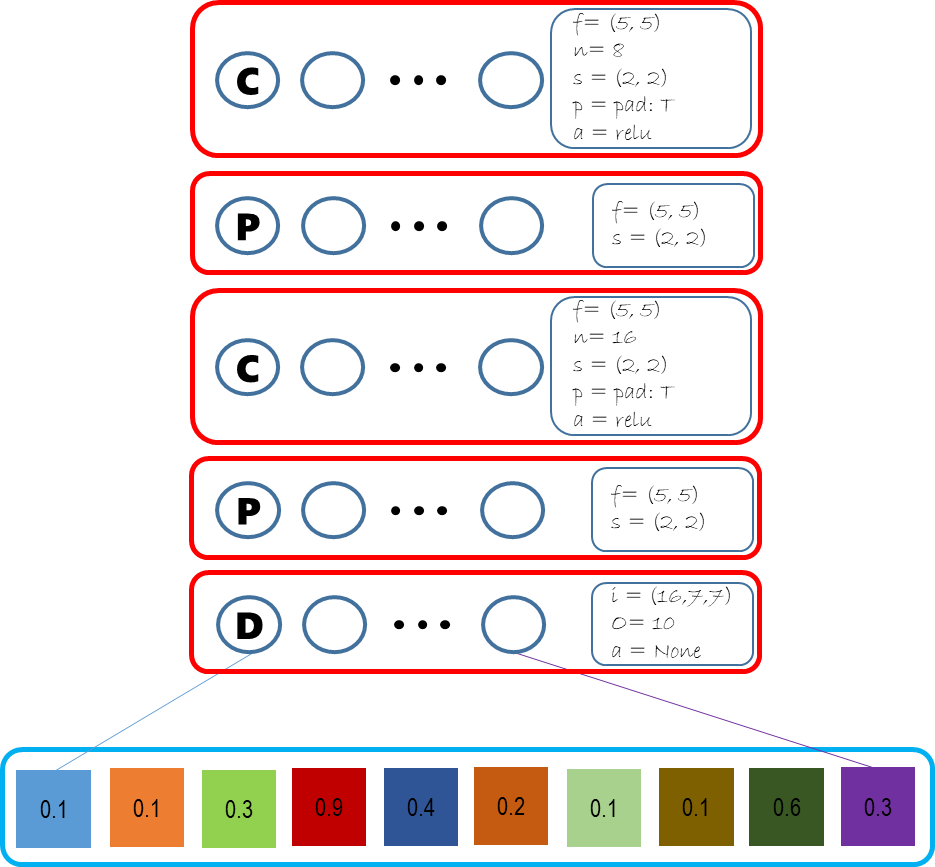 C
f= (5, 5)
n= 8
s = (2, 2)
p = pad: T
a = relu
P
f= (5, 5)
s = (2, 2)
C
f= (5, 5)
n= 16
s = (2, 2)
p = pad: T
a = relu
P
f= (5, 5)
s = (2, 2)
D
i = (16,7,7)
O= 10
a = None
0.1 0.1 0.3 0.9 0.4 0.2 0.1 0.1 0.6 0.3